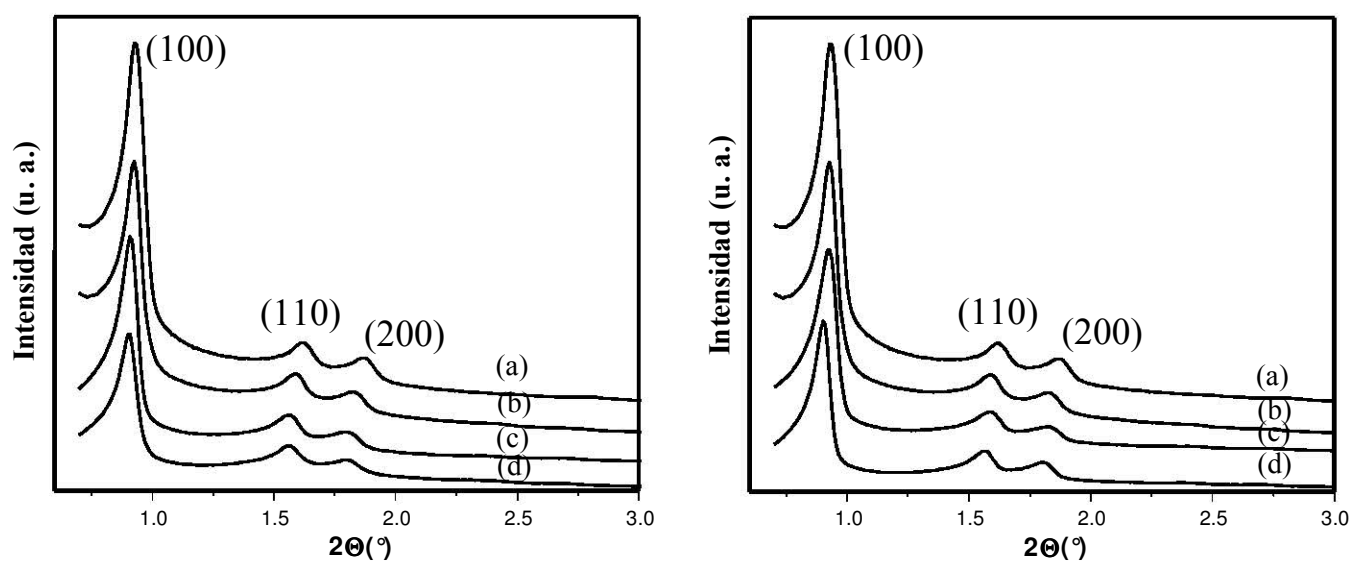 (100)
(110)
(200)
(a)
(b)
(c)
(d)
Intensidad (u. a.)
1.0 1.5 2.0 2.5 3.0
2Θ(°)
(100)
(110)
(200)
(a)
(b)
(c)
(d)
Intensidad (u. a.)
1.0 1.5 2.0 2.5 3.0
2Θ(°)